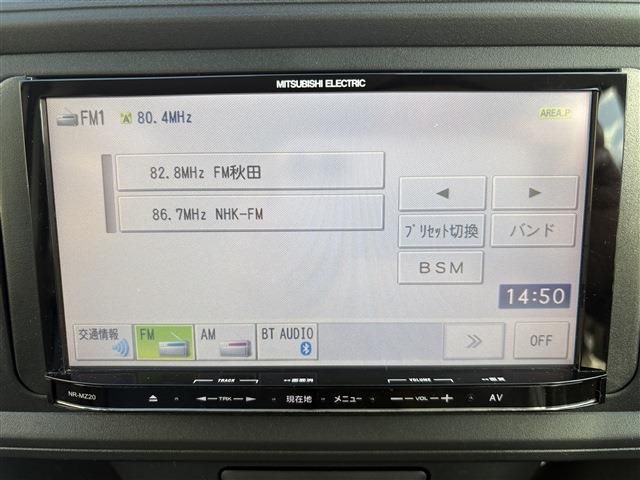 MITSUBISHI ELECTRIC
FM1 80.4MHz
AREA.P
82.8MHz FM秋田
86.7MHz NHK-FM
◀ ▶
ﾌﾟﾘｾｯﾄ切換 バンド
BSM
14:50
交通情報 FM AM BT AUDIO
≫ OFF
TRACK VOLUME
NR-MZ20 TRK 現在地 メニュー VOL AV